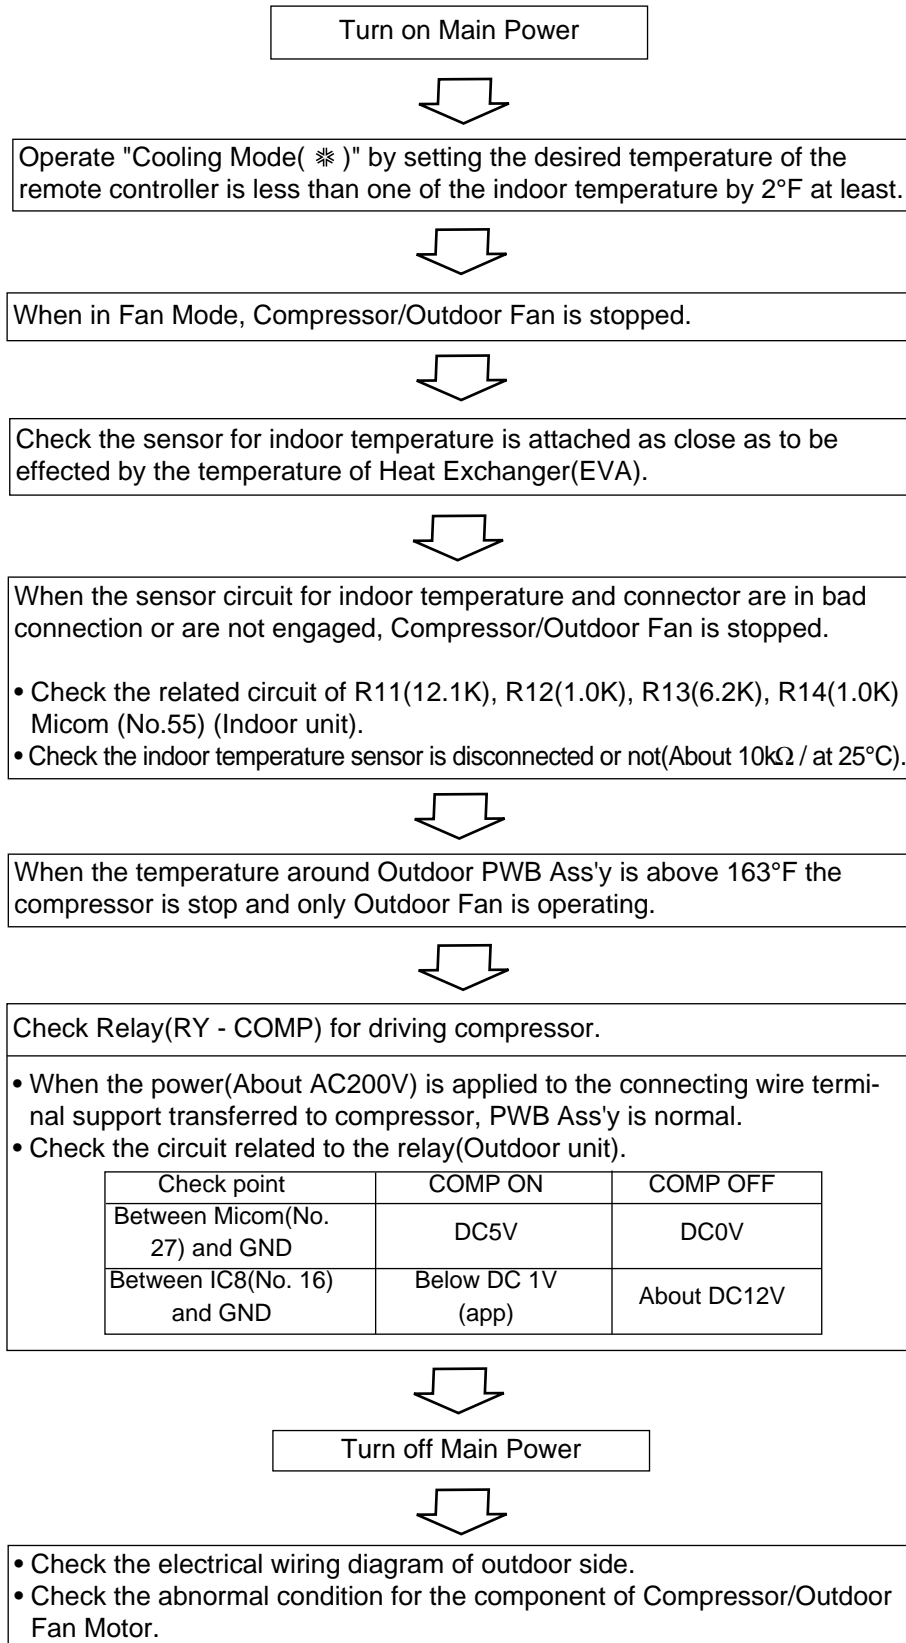 Turn on Main Power
Operate "Cooling Mode( ❄ )" by setting the desired temperature of the
remote controller is less than one of the indoor temperature by 2°F at least.
When in Fan Mode, Compressor/Outdoor Fan is stopped.
Check the sensor for indoor temperature is attached as close as to be
effected by the temperature of Heat Exchanger(EVA).
When the sensor circuit for indoor temperature and connector are in bad
connection or are not engaged, Compressor/Outdoor Fan is stopped.
• Check the related circuit of R11(12.1K), R12(1.0K), R13(6.2K), R14(1.0K)
Micom (No.55) (Indoor unit).
• Check the indoor temperature sensor is disconnected or not(About 10kΩ / at 25°C).
When the temperature around Outdoor PWB Ass'y is above 163°F the
compressor is stop and only Outdoor Fan is operating.
Check Relay(RY - COMP) for driving compressor.
• When the power(About AC200V) is applied to the connecting wire termi-
nal support transferred to compressor, PWB Ass'y is normal.
• Check the circuit related to the relay(Outdoor unit).
Check point COMP ON COMP OFF
Between Micom(No.
27) and GND DC5V DC0V
Between IC8(No. 16)
and GND Below DC 1V
(app) About DC12V
Turn off Main Power
• Check the electrical wiring diagram of outdoor side.
• Check the abnormal condition for the component of Compressor/Outdoor
Fan Motor.